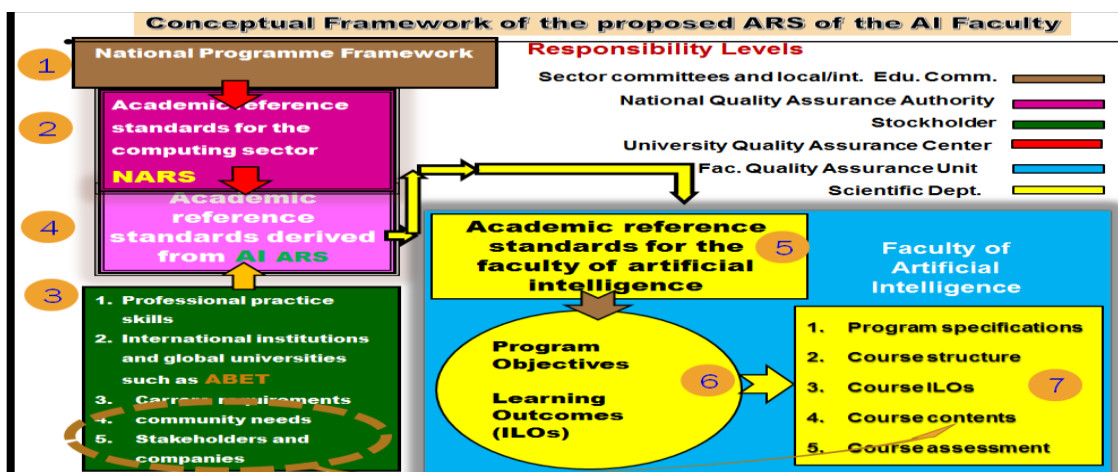 Conceptual Framework of the proposed ARS of the AI Faculty
1
National Programme Framework
2
Academic reference
standards for the
computing sector
NARS
4
Academic
reference
standards derived
from AI ARS
3
1. Professional practice
skills
2. International institutions
and global universities
such as ABET
3. Carrers requirements
4. community needs
5. Stakeholders and
companies
Responsibility Levels
Sector committees and local/int. Edu. Comm.
National Quality Assurance Authority
Stockholder
University Quality Assurance Center
Fac. Quality Assurance Unit
Scientific Dept.
Academic reference
standards for the
faculty of artificial
intelligence
5
Faculty of
Artificial
Intelligence
Program
Objectives
Learning
Outcomes
(ILOs)
6
1. Program specifications
2. Course structure
3. Course ILOs
4. Course contents
5. Course assessment
7